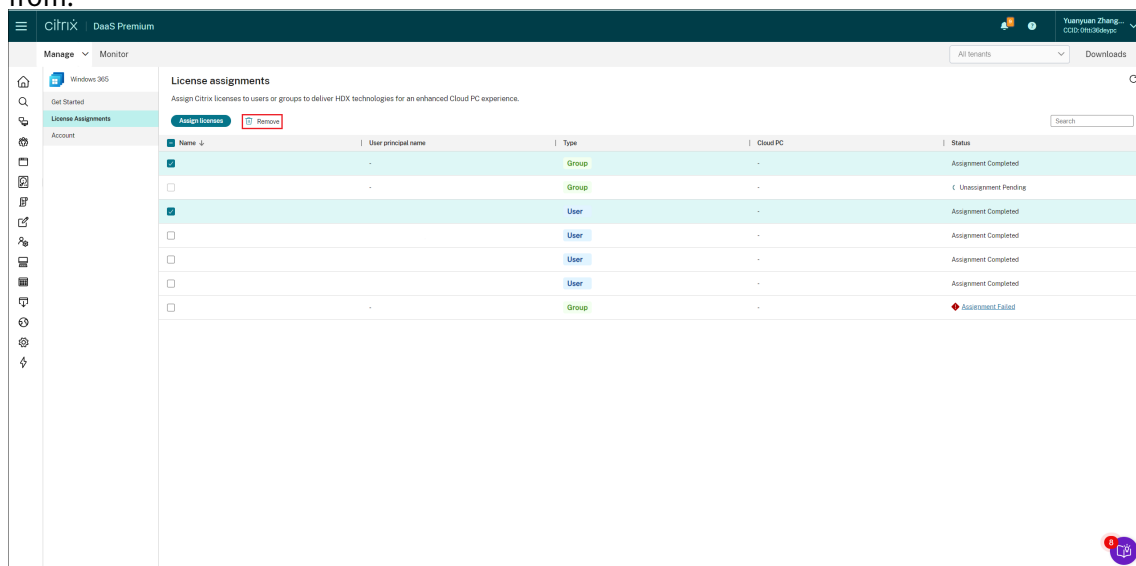 from.
citrix | DaaS Premium
9
?
Yuanyuan Zhang...
CCID: 0ftti36deypc
Manage Monitor
All tenants
Downloads
Windows 365
Get Started
License Assignments
Account
License assignments
Assign Citrix licenses to users or groups to deliver HDX technologies for an enhanced Cloud PC experience.
Assign licenses Remove
Search
Name ↓ | User principal name | Type | Cloud PC | Status
- Group - Assignment Completed
- Group - Unassignment Pending
User - Assignment Completed
User - Assignment Completed
User - Assignment Completed
User - Assignment Completed
- Group - Assignment Failed
8